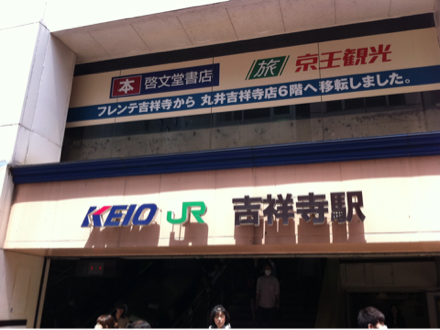 本 啓文堂書店 旅 京王観光
フレンテ吉祥寺から 丸井吉祥寺店6階へ移転しました。
KEIO JR 吉祥寺駅